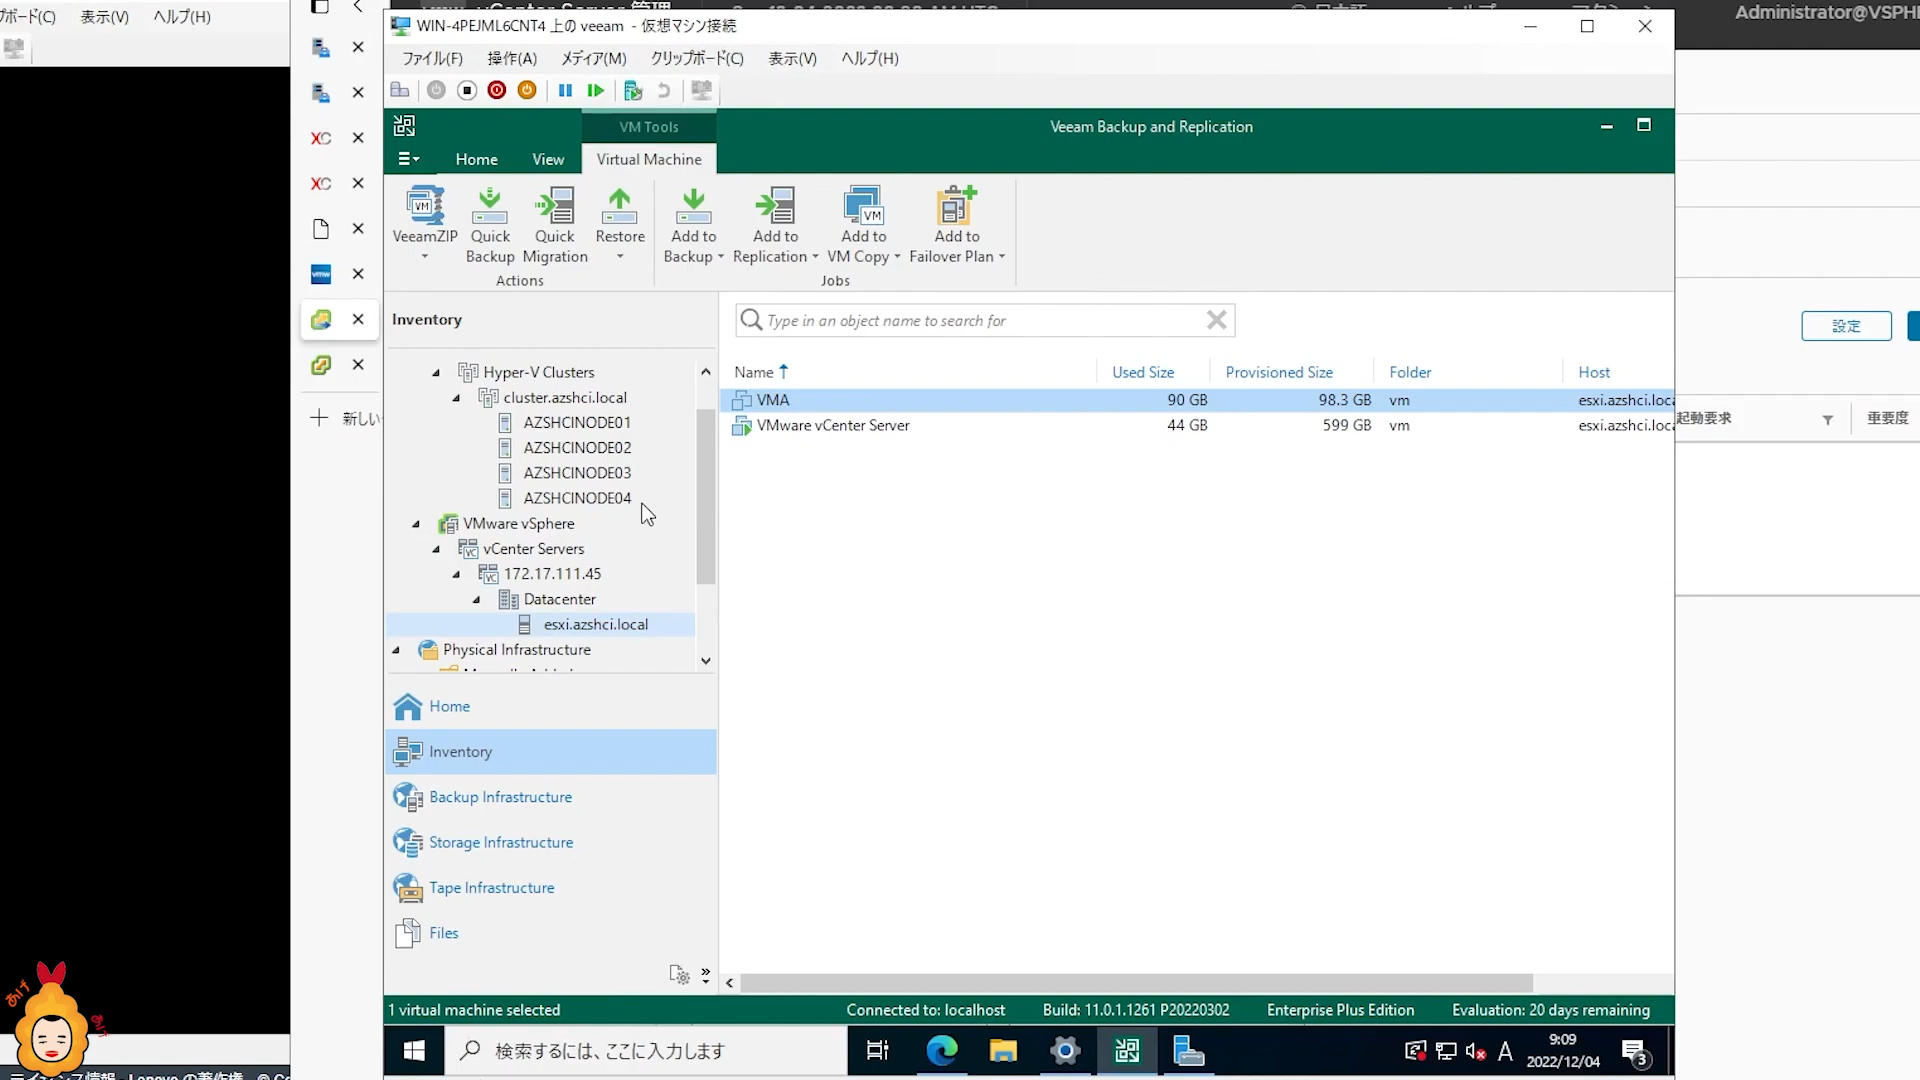 表示(V) ヘルプ(H)
Administrator@VSPH
WIN-4PEJML6CNT4 上の veeam - 仮想マシン接続
ファイル(F) 操作(A) メディア(M) クリップボード(C) 表示(V) ヘルプ(H)
VM Tools
Veeam Backup and Replication
Home View Virtual Machine
VeeamZIP
Quick Backup
Quick Migration
Restore
Add to Backup
Add to Replication
Add to VM Copy
Add to Failover Plan
Actions
Jobs
XC
XC
vmw
新しい
Inventory
Type in an object name to search for
設定
Hyper-V Clusters
cluster.azshci.local
AZSHCINODE01
AZSHCINODE02
AZSHCINODE03
AZSHCINODE04
VMware vSphere
vCenter Servers
172.17.111.45
Datacenter
esxi.azshci.local
Physical Infrastructure
Name Used Size Provisioned Size Folder Host
VMA 90 GB 98.3 GB vm esxi.azshci.loca
VMware vCenter Server 44 GB 599 GB vm esxi.azshci.loca
起動要求 重要度
Home
Inventory
Backup Infrastructure
Storage Infrastructure
Tape Infrastructure
Files
あげ
1 virtual machine selected Connected to: localhost Build: 11.0.1.1261 P20220302 Enterprise Plus Edition Evaluation: 20 days remaining
検索するには、ここに入力します
A
9:09
2022/12/04
3